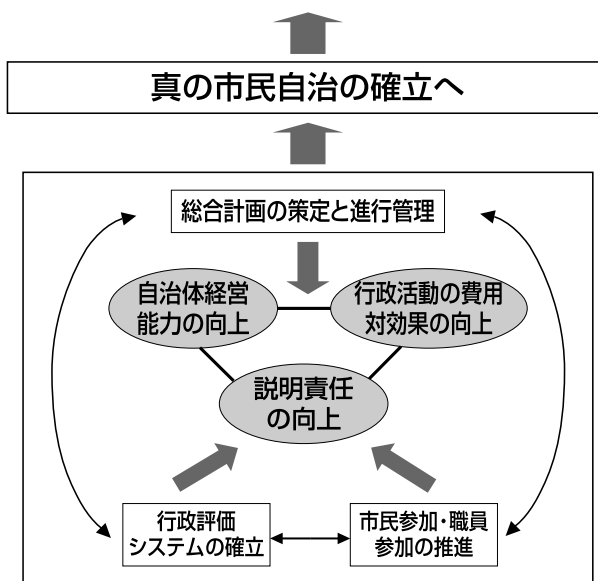 真の市民自治の確立へ
総合計画の策定と進行管理
自治体経営
能力の向上
行政活動の費用
対効果の向上
説明責任
の向上
行政評価
システムの確立
市民参加・職員
参加の推進